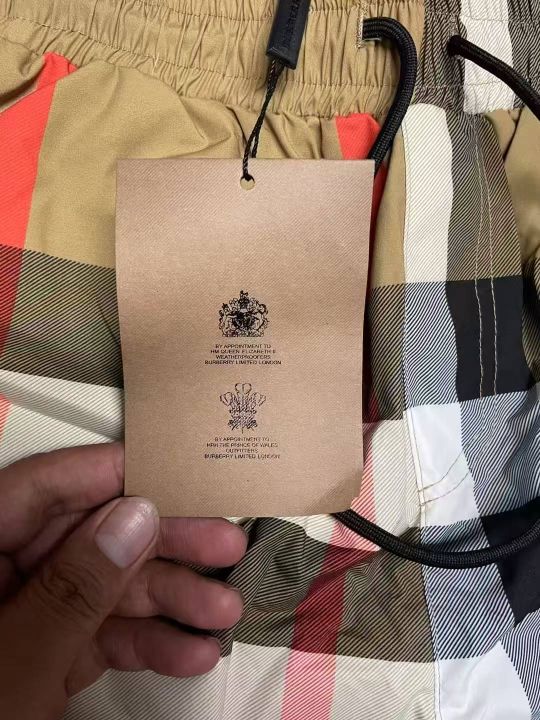 BY APPOINTMENT TO
HM QUEEN ELIZABETH II
WEATHERPROOFERS
BURBERRY LIMITED LONDON
BY APPOINTMENT TO
HRH THE PRINCE OF WALES
OUTFITTERS
BURBERRY LIMITED LONDON